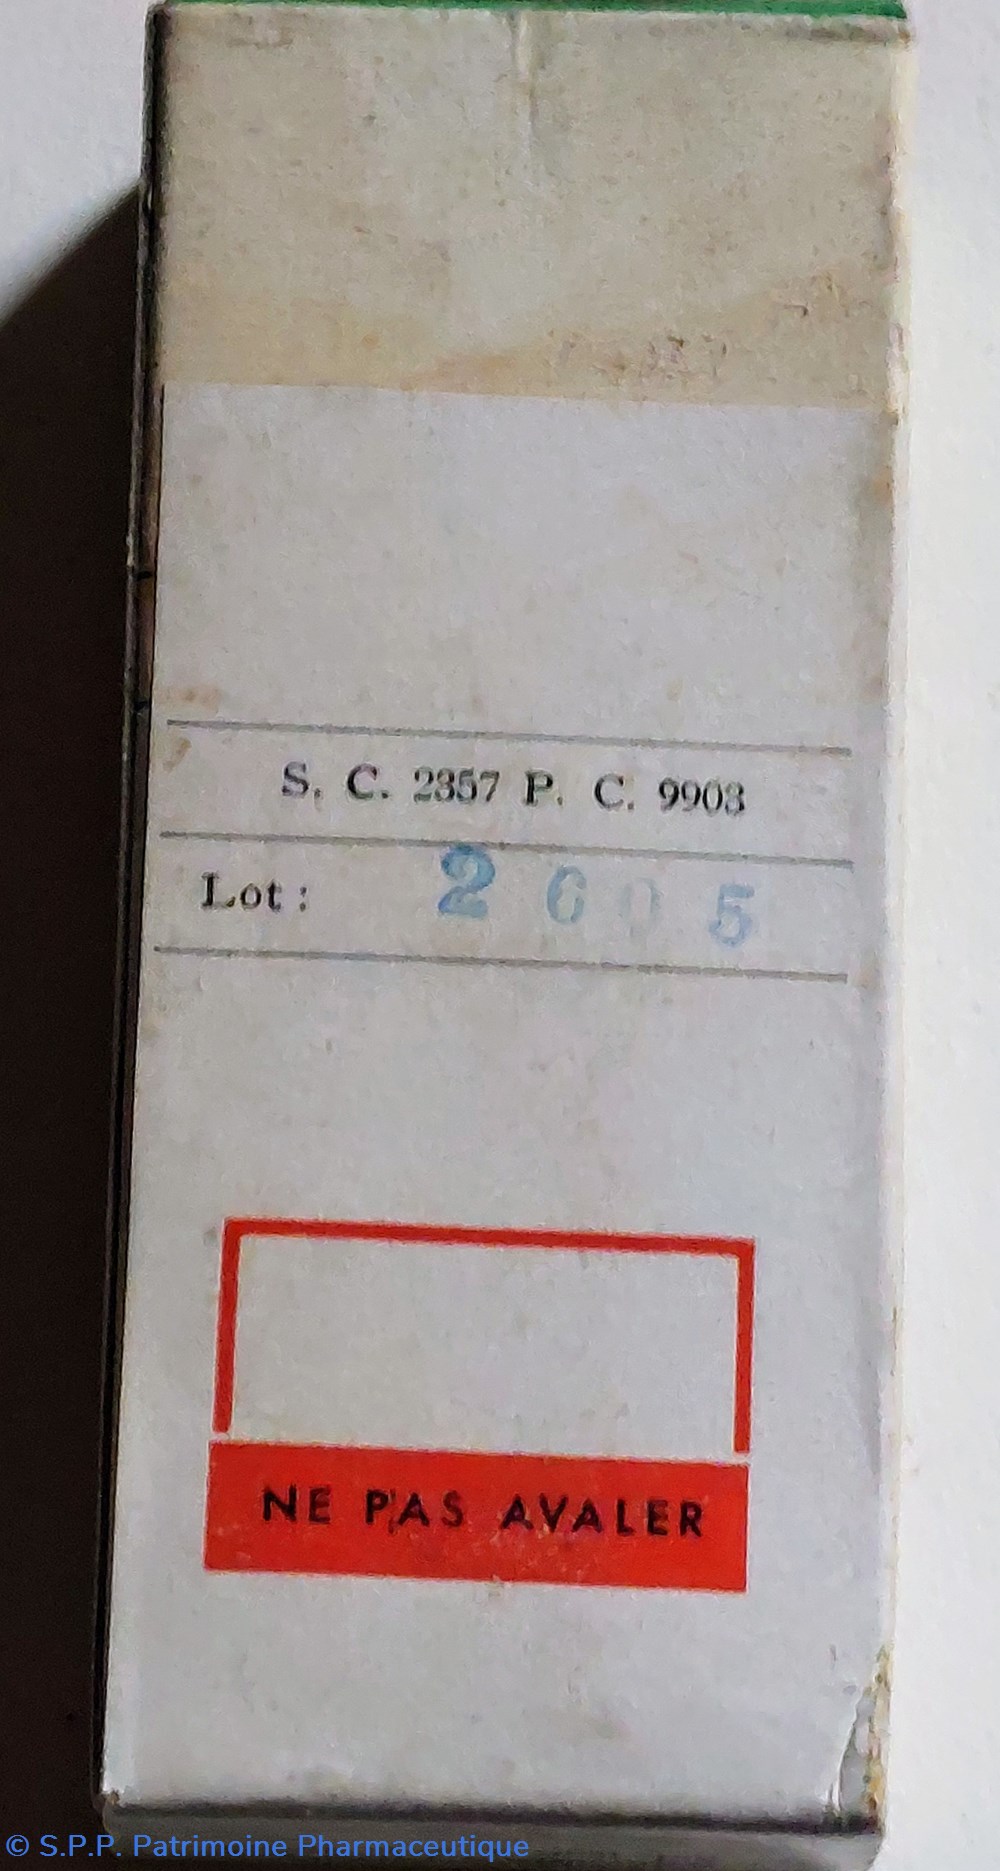 S. C. 2357 P. C. 9903
Lot : 2605
NE PAS AVALER
© S.P.P. Patrimoine Pharmaceutique